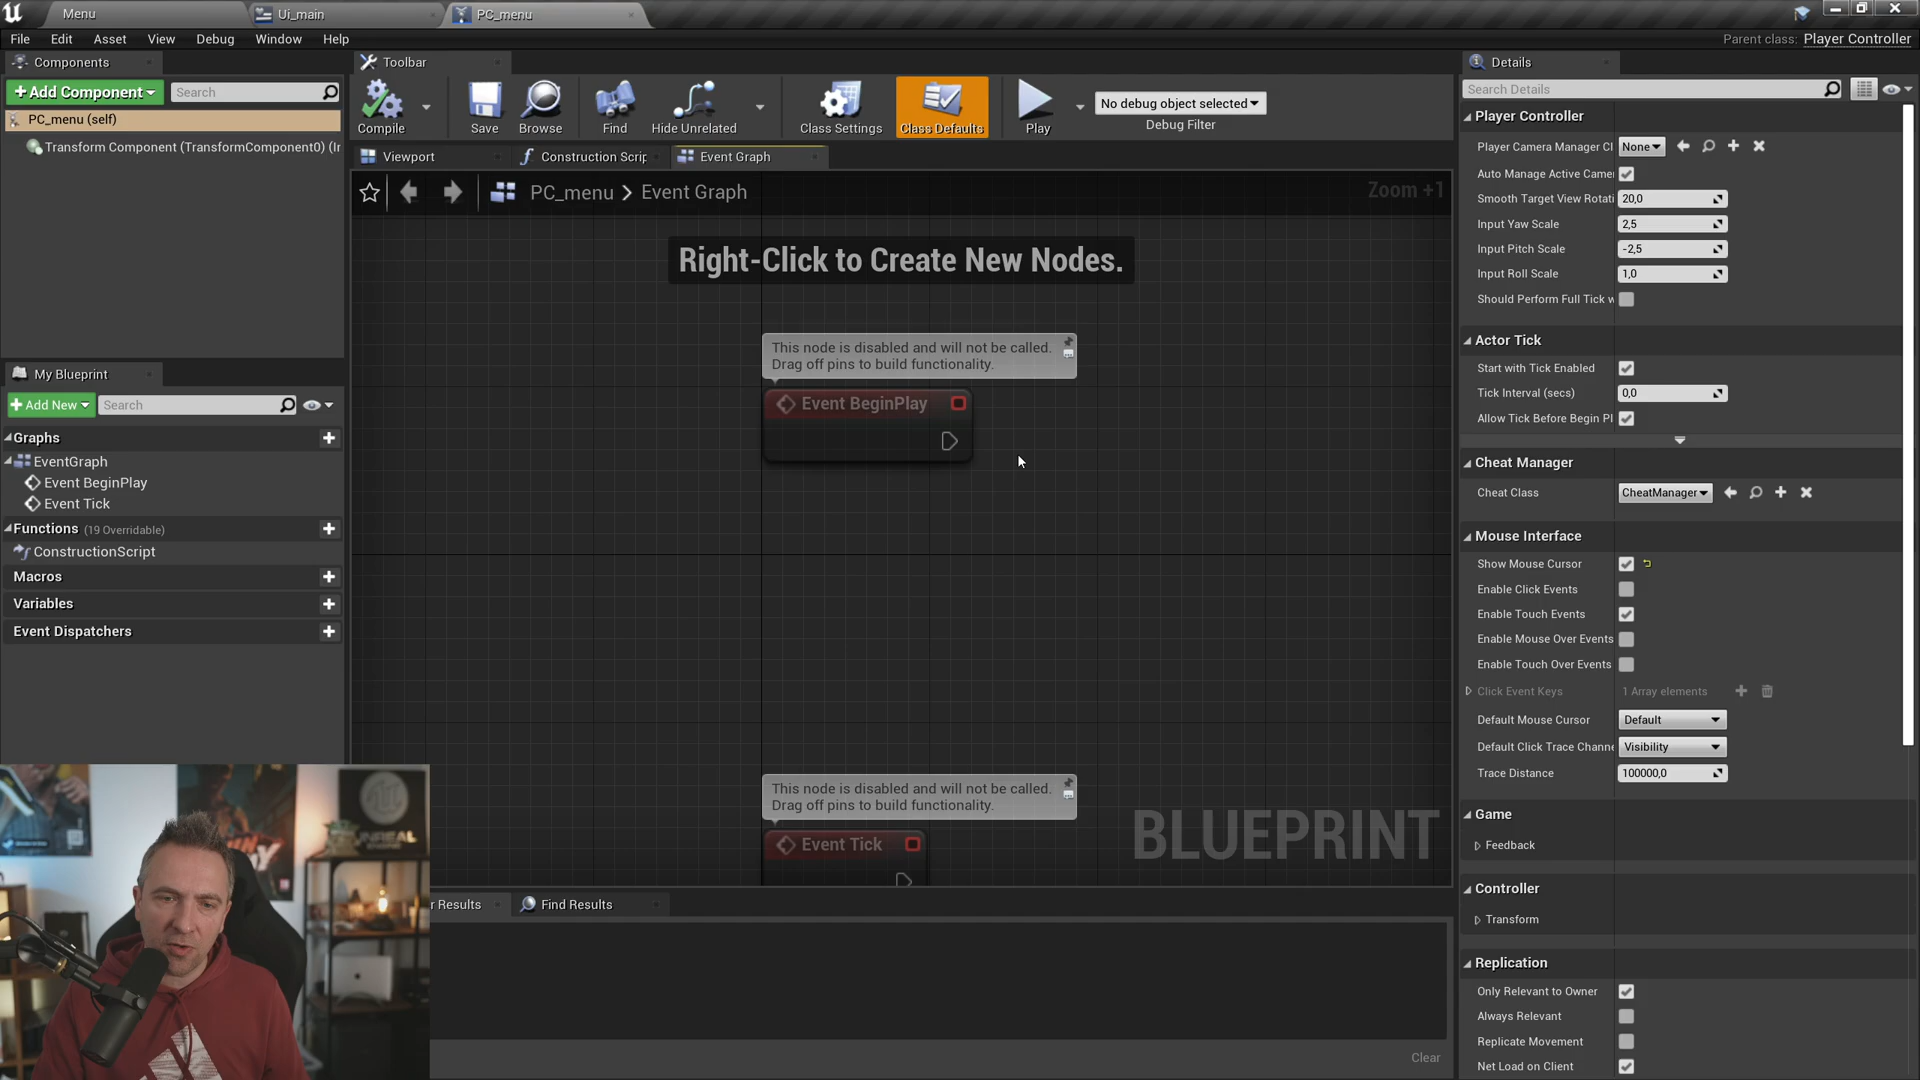 Menu
Ui_main
PC_menu
File Edit Asset View Debug Window Help
Parent class: Player Controller
Components
+Add Component
Search
PC_menu (self)
Transform Component (TransformComponent0) (Ir
My Blueprint
+Add New
Search
Graphs
EventGraph
Event BeginPlay
Event Tick
Functions (19 Overridable)
ConstructionScript
Macros
Variables
Event Dispatchers
Toolbar
Compile
Save
Browse
Find
Hide Unrelated
Class Settings
Class Defaults
Play
No debug object selected
Debug Filter
Viewport
Construction Scrip
Event Graph
PC_menu > Event Graph
Zoom +1
Right-Click to Create New Nodes.
This node is disabled and will not be called.
Drag off pins to build functionality.
Event BeginPlay
This node is disabled and will not be called.
Drag off pins to build functionality.
Event Tick
BLUEPRINT
r Results
Find Results
Clear
Details
Search Details
Player Controller
Player Camera Manager Cl None
Auto Manage Active Came
Smooth Target View Rotati 20,0
Input Yaw Scale 2,5
Input Pitch Scale -2,5
Input Roll Scale 1,0
Should Perform Full Tick w
Actor Tick
Start with Tick Enabled
Tick Interval (secs) 0,0
Allow Tick Before Begin Pl
Cheat Manager
Cheat Class CheatManager
Mouse Interface
Show Mouse Cursor
Enable Click Events
Enable Touch Events
Enable Mouse Over Events
Enable Touch Over Events
Click Event Keys 1 Array elements
Default Mouse Cursor Default
Default Click Trace Channe Visibility
Trace Distance 100000,0
Game
Feedback
Controller
Transform
Replication
Only Relevant to Owner
Always Relevant
Replicate Movement
Net Load on Client